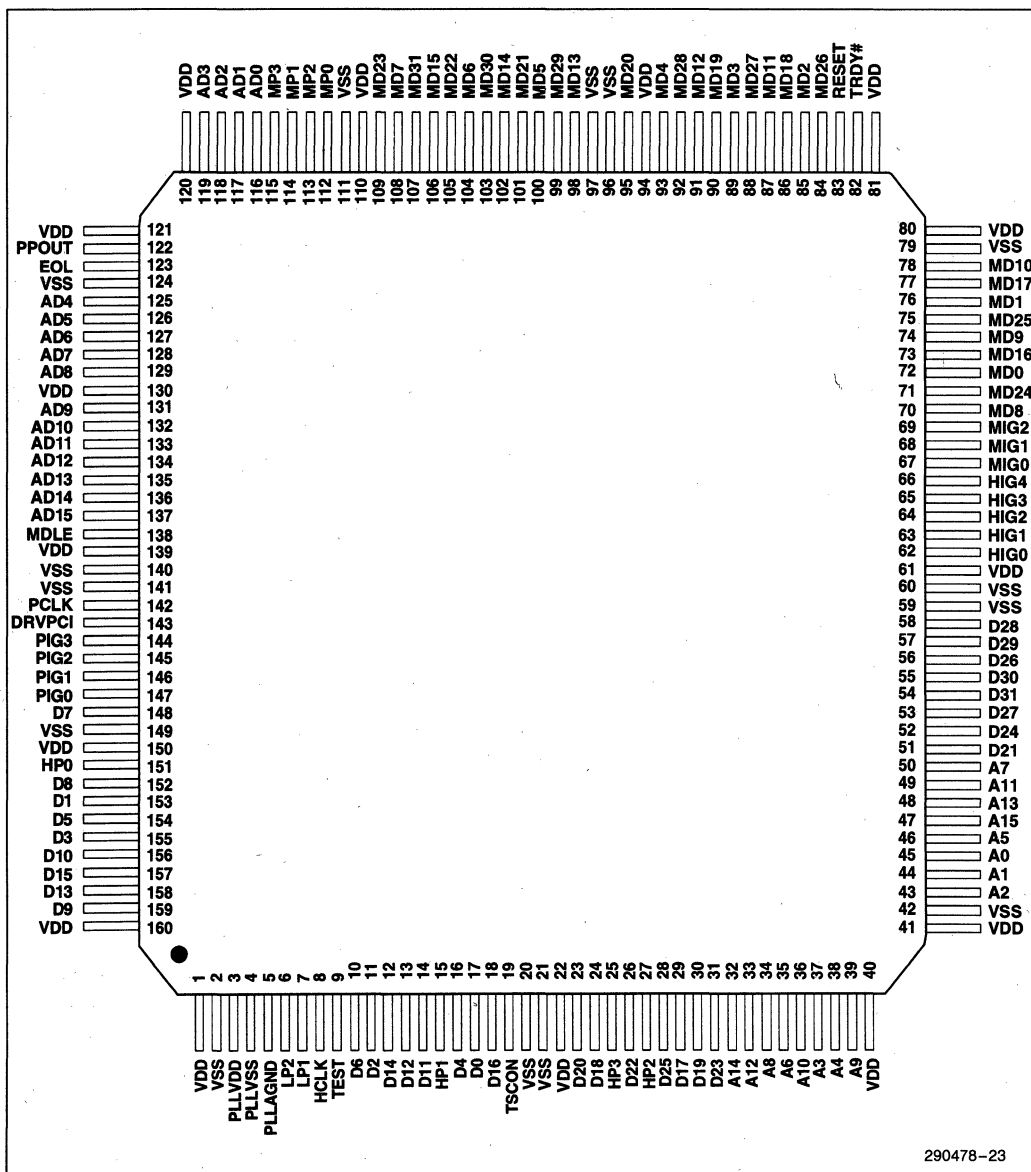 VDD AD3 AD2 AD1 AD0 MP3 MP1 MP2 MP0 VSS VDD MD23 MD7 MD31 MD15 MD22 MD6 MD30 MD14 MD21 MD5 MD29 MD13 VSS VSS MD20 VDD MD4 MD28 MD12 MD19 MD3 MD27 MD11 MD18 MD2 MD26 RESET TRDY# VDD
120 119 118 117 116 115 114 113 112 111 110 109 108 107 106 105 104 103 102 101 100 99 98 97 96 95 94 93 92 91 90 89 88 87 86 85 84 83 82 81
VDD 121 80 VDD
PPOUT 122 79 VSS
EOL 123 78 MD10
VSS 124 77 MD17
AD4 125 76 MD1
AD5 126 75 MD25
AD6 127 74 MD9
AD7 128 73 MD16
AD8 129 72 MD0
VDD 130 71 MD24
AD9 131 70 MD8
AD10 132 69 MIG2
AD11 133 68 MIG1
AD12 134 67 MIG0
AD13 135 66 HIG4
AD14 136 65 HIG3
AD15 137 64 HIG2
MDLE 138 63 HIG1
VDD 139 62 HIG0
VSS 140 61 VDD
VSS 141 60 VSS
PCLK 142 59 VSS
DRVPCI 143 58 D28
PIG3 144 57 D29
PIG2 145 56 D26
PIG1 146 55 D30
PIG0 147 54 D31
D7 148 53 D27
VSS 149 52 D24
VDD 150 51 D21
HP0 151 50 A7
D8 152 49 A11
D1 153 48 A13
D5 154 47 A15
D3 155 46 A5
D10 156 45 A0
D15 157 44 A1
D13 158 43 A2
D9 159 42 VSS
VDD 160 41 VDD
1 2 3 4 5 6 7 8 9 10 11 12 13 14 15 16 17 18 19 20 21 22 23 24 25 26 27 28 29 30 31 32 33 34 35 36 37 38 39 40
VDD VSS PLLVDD PLLVSS PLLAGND LP2 LP1 HCLK TEST D6 D2 D14 D12 D11 HP1 D4 D0 D16 TSCON VSS VSS VDD D20 D18 HP3 D22 HP2 D25 D17 D19 D23 A14 A12 A8 A6 A10 A3 A4 A9 VDD
290478–23